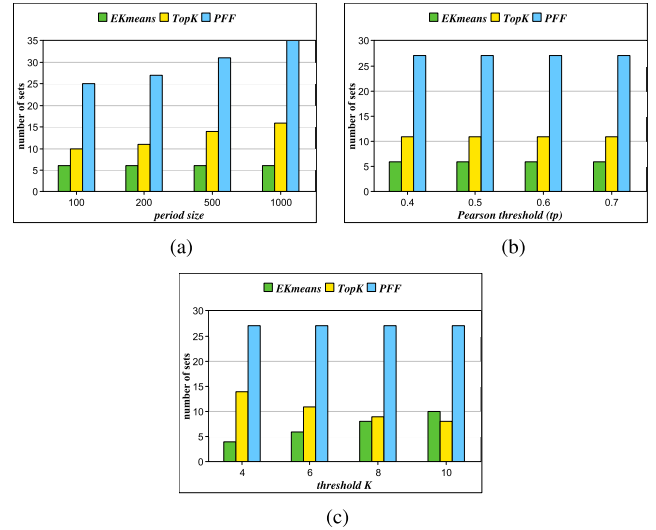 EKmeans TopK PFF
35
30
25
20
15
10
5
0
number of sets
100 200 500 1000
period size
(a)
EKmeans TopK PFF
30
25
20
15
10
5
0
number of sets
0.4 0.5 0.6 0.7
Pearson threshold (tp)
(b)
EKmeans TopK PFF
30
25
20
15
10
5
0
number of sets
4 6 8 10
threshold K
(c)